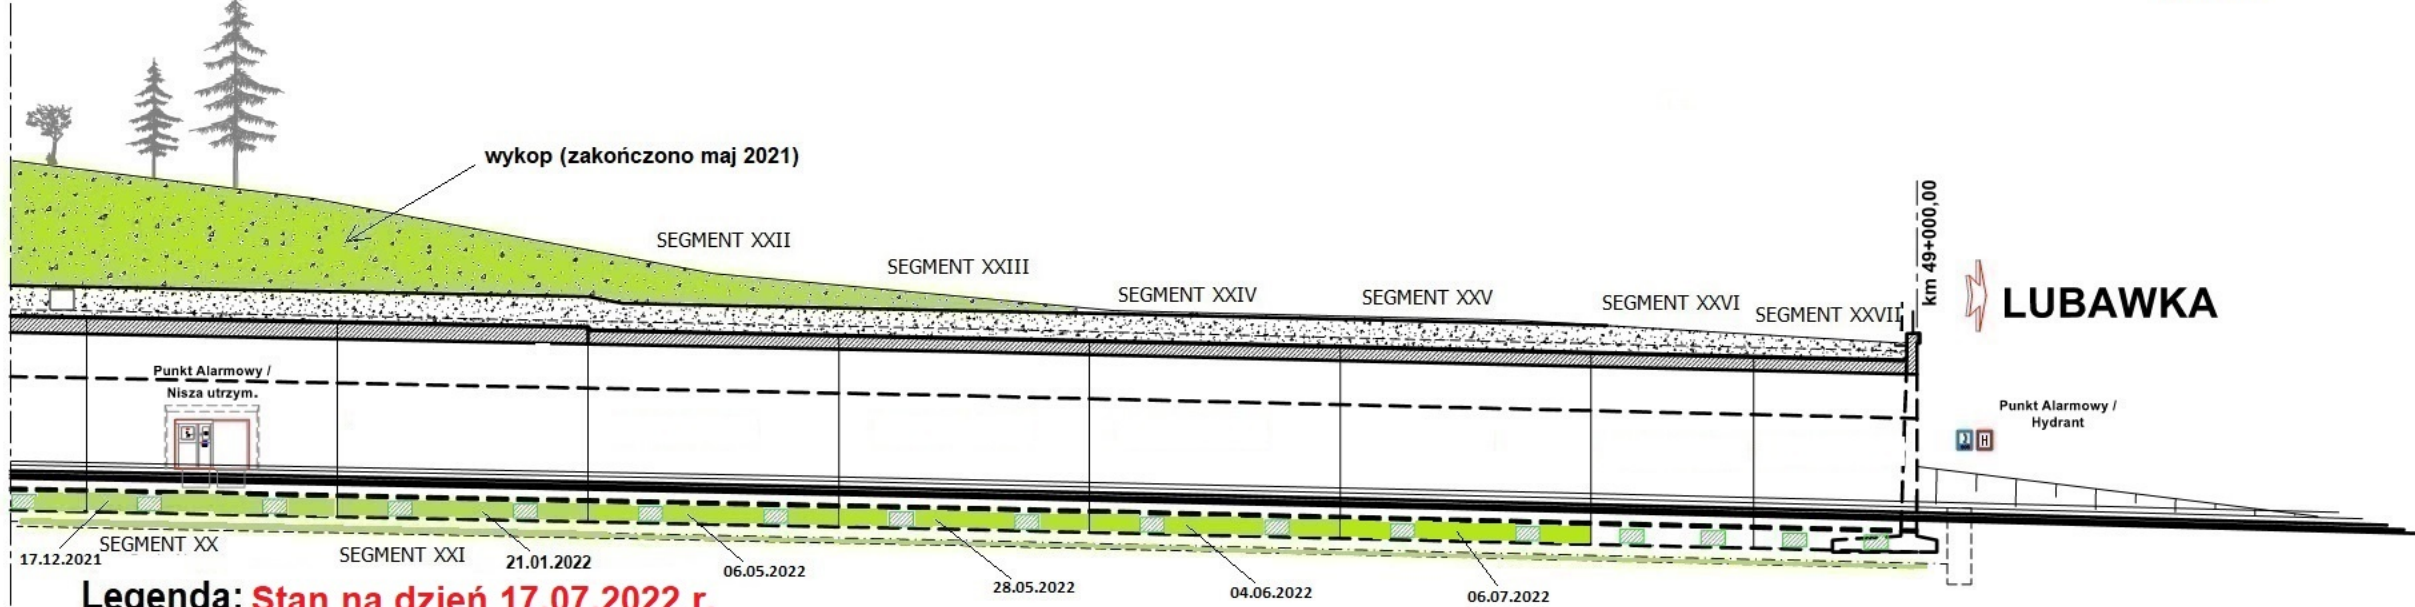 wykop (zakończono maj 2021)
SEGMENT XXII
SEGMENT XXIII
SEGMENT XXIV
SEGMENT XXV
SEGMENT XXVI
SEGMENT XXVII
km 49+000,00
LUBAWKA
Punkt Alarmowy /
Nisza utrzym.
Punkt Alarmowy /
Hydrant
H
17.12.2021
SEGMENT XX
SEGMENT XXI
21.01.2022
06.05.2022
28.05.2022
04.06.2022
06.07.2022
Legenda: Stan na dzień 17.07.2022 r.